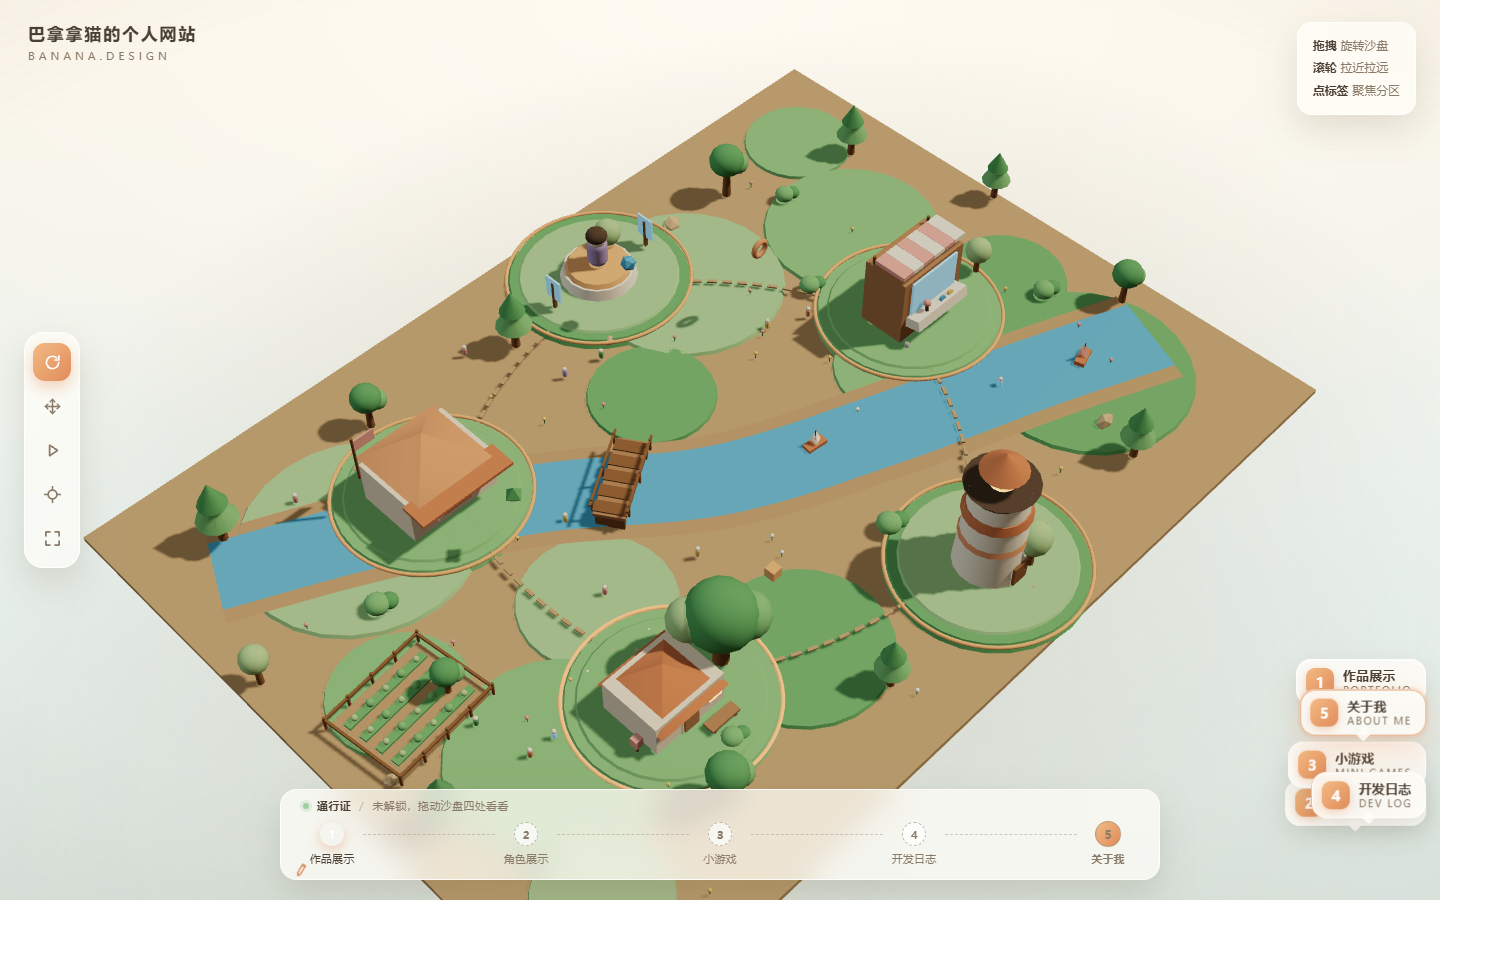 巴拿拿猫的个人网站
BANANA.DESIGN
拖拽 旋转沙盘
滚轮 拉近拉远
点标签 聚焦分区
1 作品展示
5 关于我
ABOUT ME
3 小游戏
4 开发日志
DEV LOG
2
通行证 / 未解锁，拖动沙盘四处看看
1 2 3 4 5
作品展示 角色展示 小游戏 开发日志 关于我